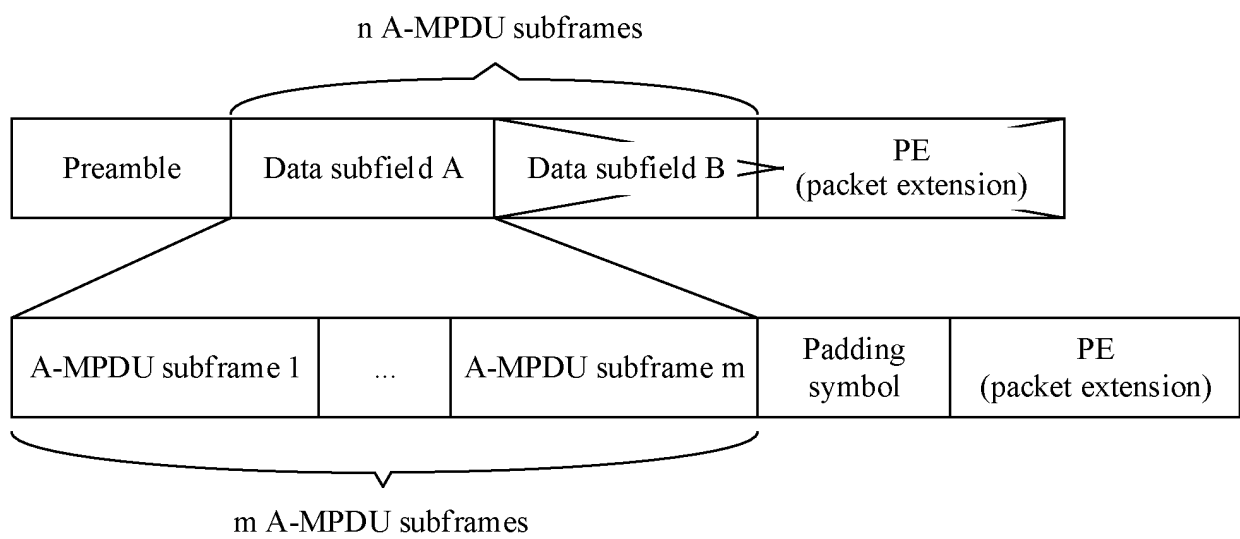 n A-MPDU subframes
Preamble
Data subfield A
Data subfield B
PE
(packet extension)
A-MPDU subframe 1
...
A-MPDU subframe m
Padding
symbol
PE
(packet extension)
m A-MPDU subframes